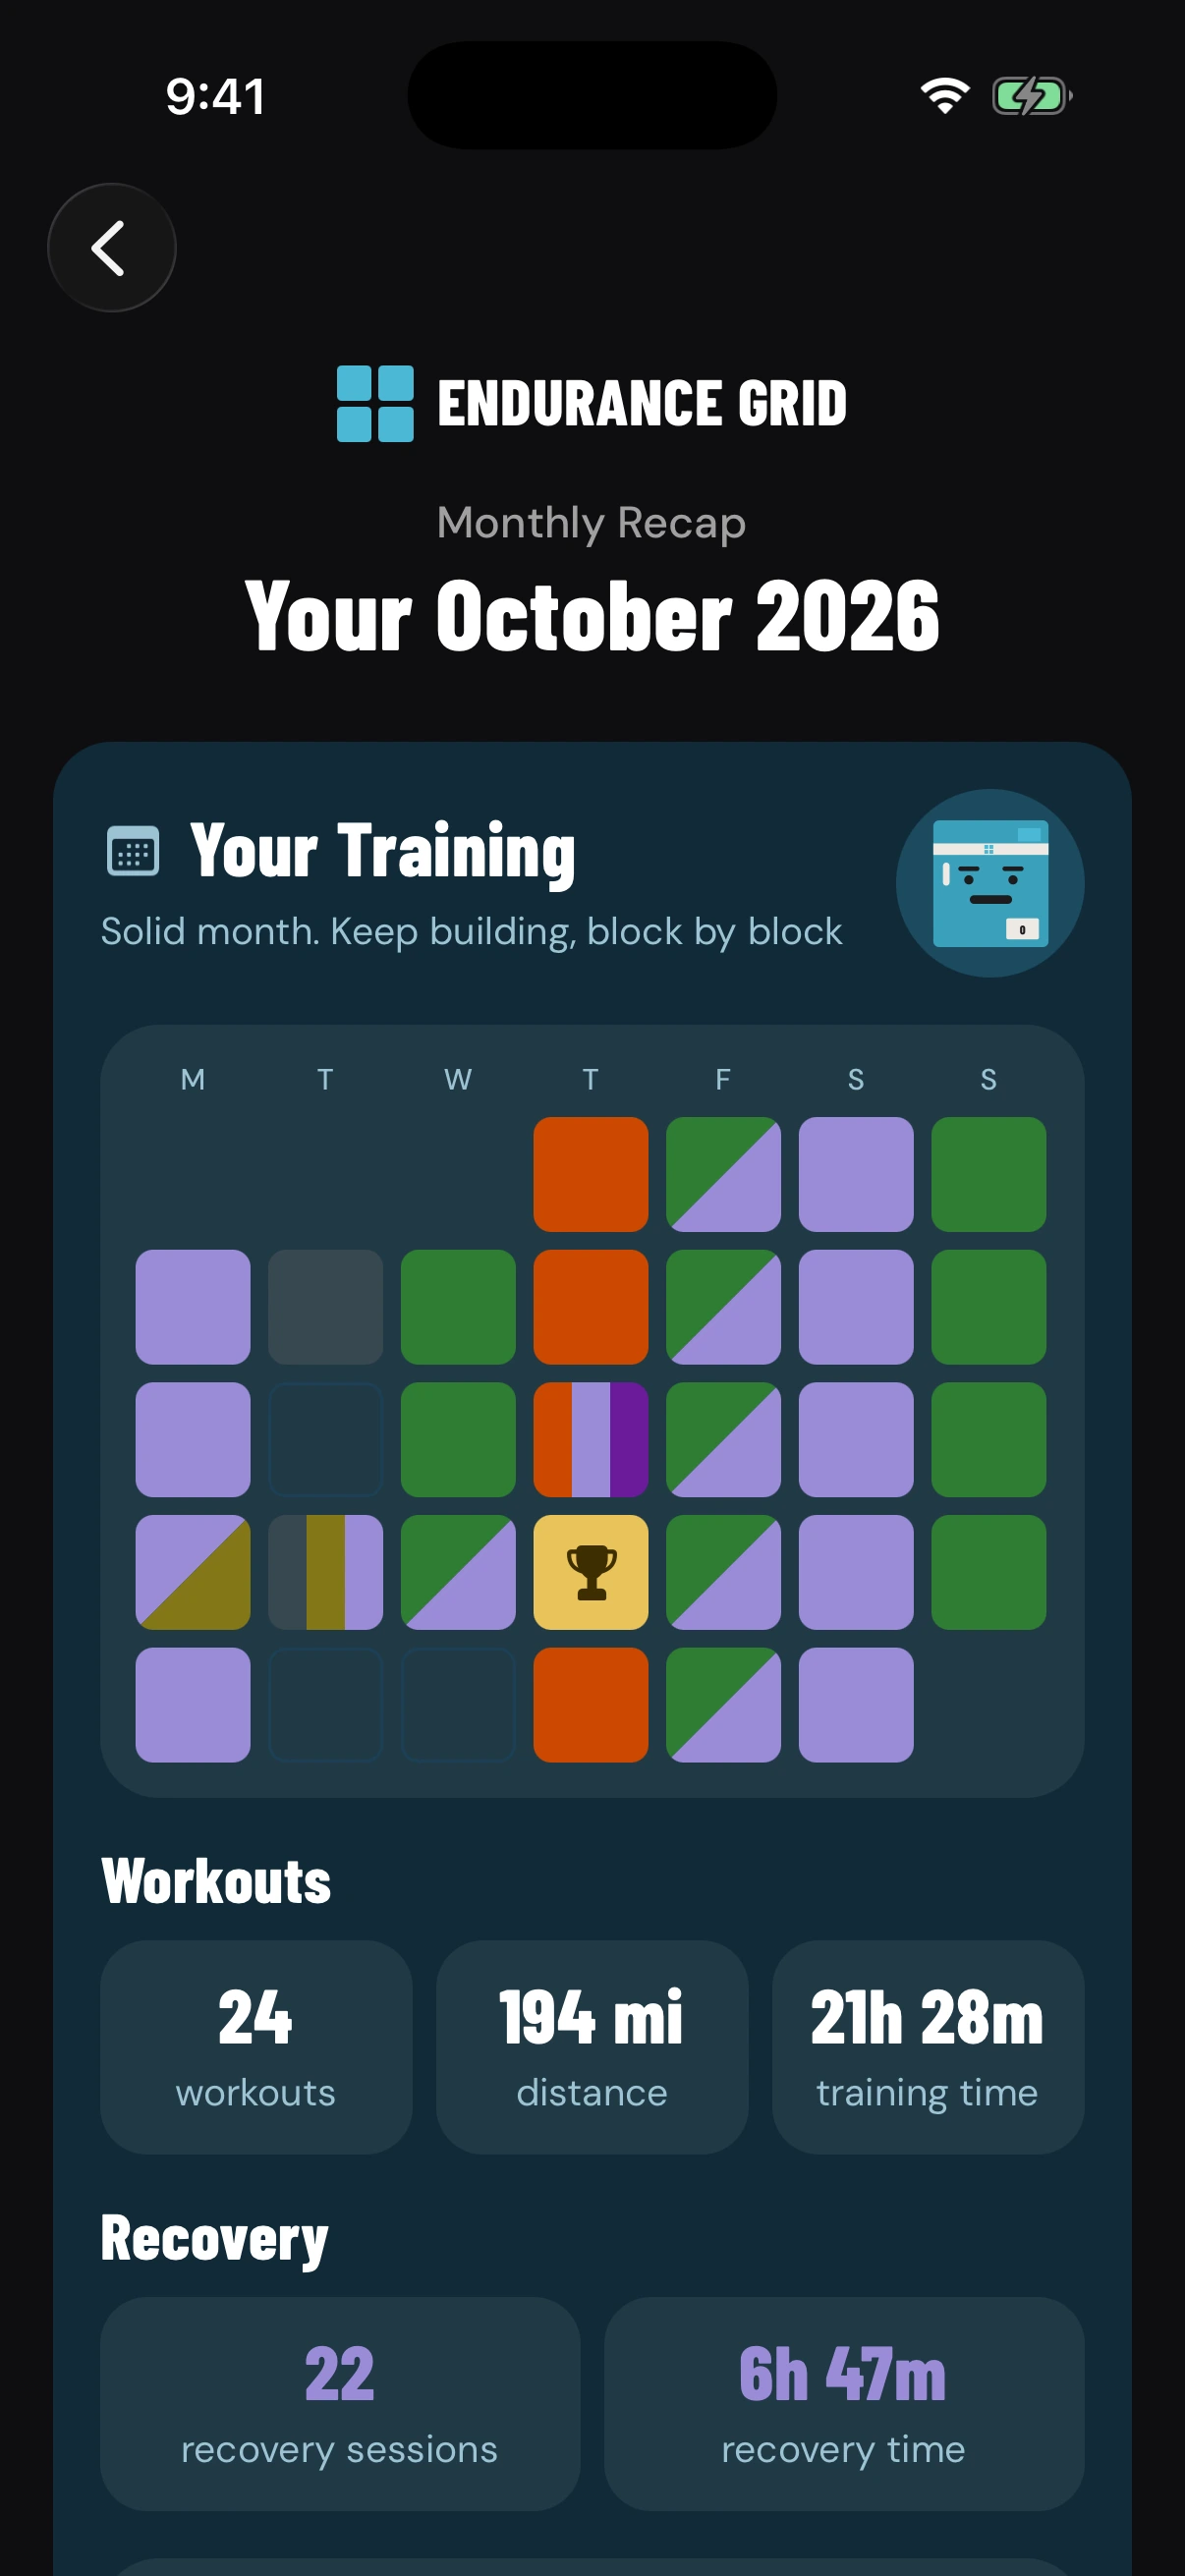 9:41
ENDURANCE GRID
Monthly Recap
Your October 2026
Your Training
Solid month. Keep building, block by block
0
M T W T F S S
Workouts
24
workouts
194 mi
distance
21h 28m
training time
Recovery
22
recovery sessions
6h 47m
recovery time